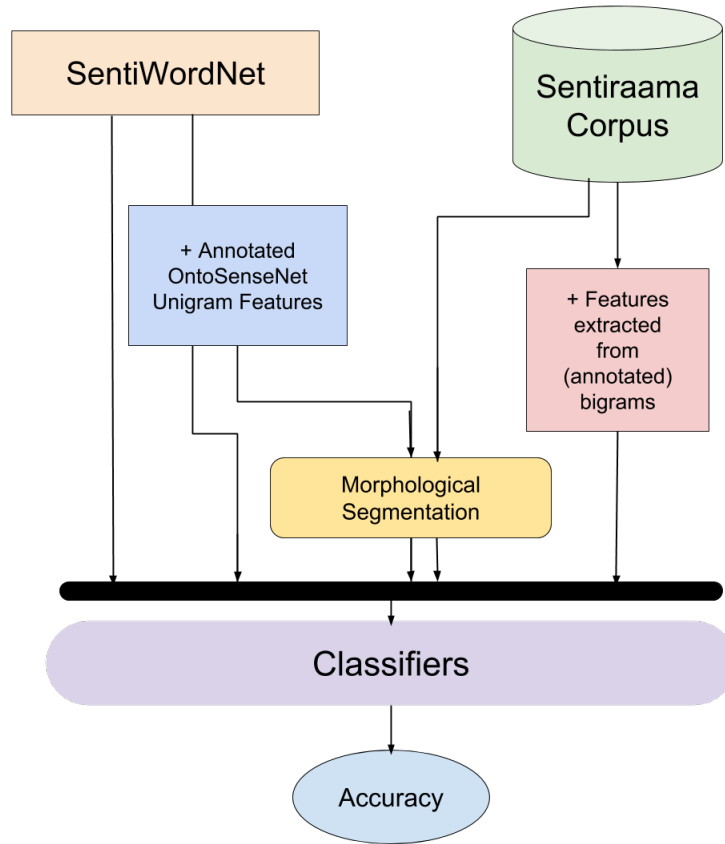 SentiWordNet
Sentiraama
Corpus
+ Annotated
OntoSenseNet
Unigram Features
+ Features
extracted
from
(annotated)
bigrams
Morphological
Segmentation
Classifiers
Accuracy